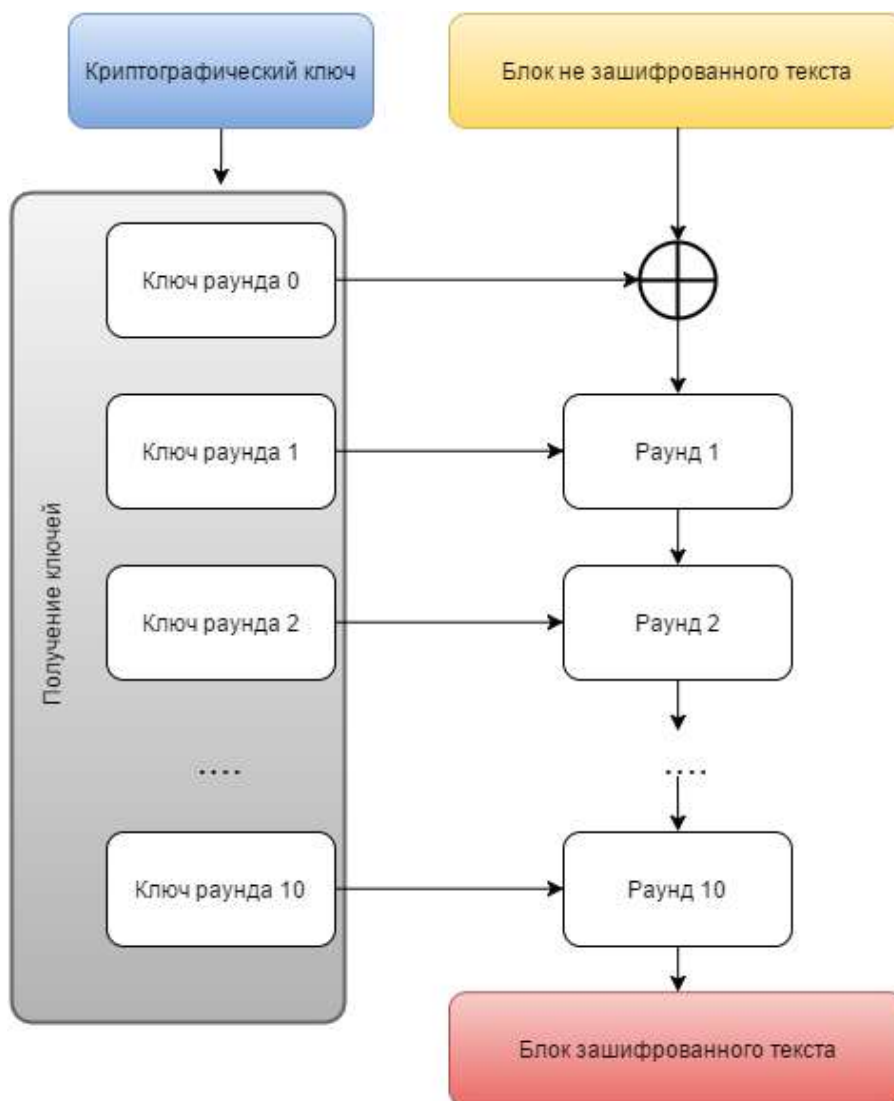 Криптографический ключ
Блок не зашифрованного текста
Получение ключей
Ключ раунда 0
Ключ раунда 1
Раунд 1
Ключ раунда 2
Раунд 2
....
....
Ключ раунда 10
Раунд 10
Блок зашифрованного текста